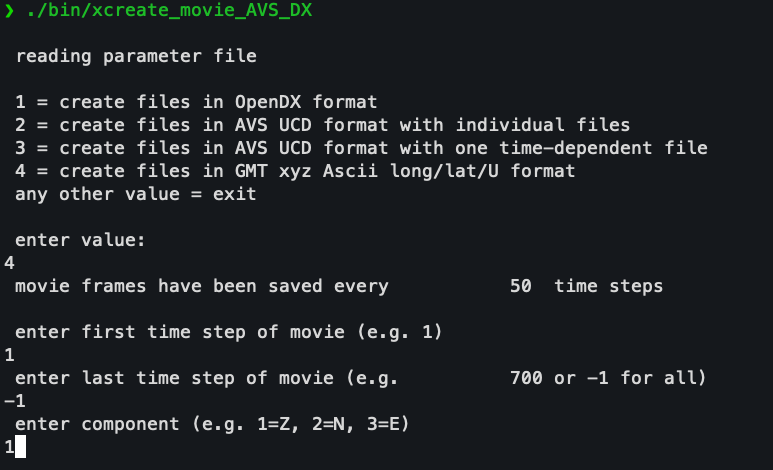 ❯ ./bin/xcreate_movie_AVS_DX
reading parameter file
1 = create files in OpenDX format
2 = create files in AVS UCD format with individual files
3 = create files in AVS UCD format with one time-dependent file
4 = create files in GMT xyz Ascii long/lat/U format
any other value = exit
enter value:
4
movie frames have been saved every 50 time steps
enter first time step of movie (e.g. 1)
1
enter last time step of movie (e.g. 700 or -1 for all)
-1
enter component (e.g. 1=Z, 2=N, 3=E)
1